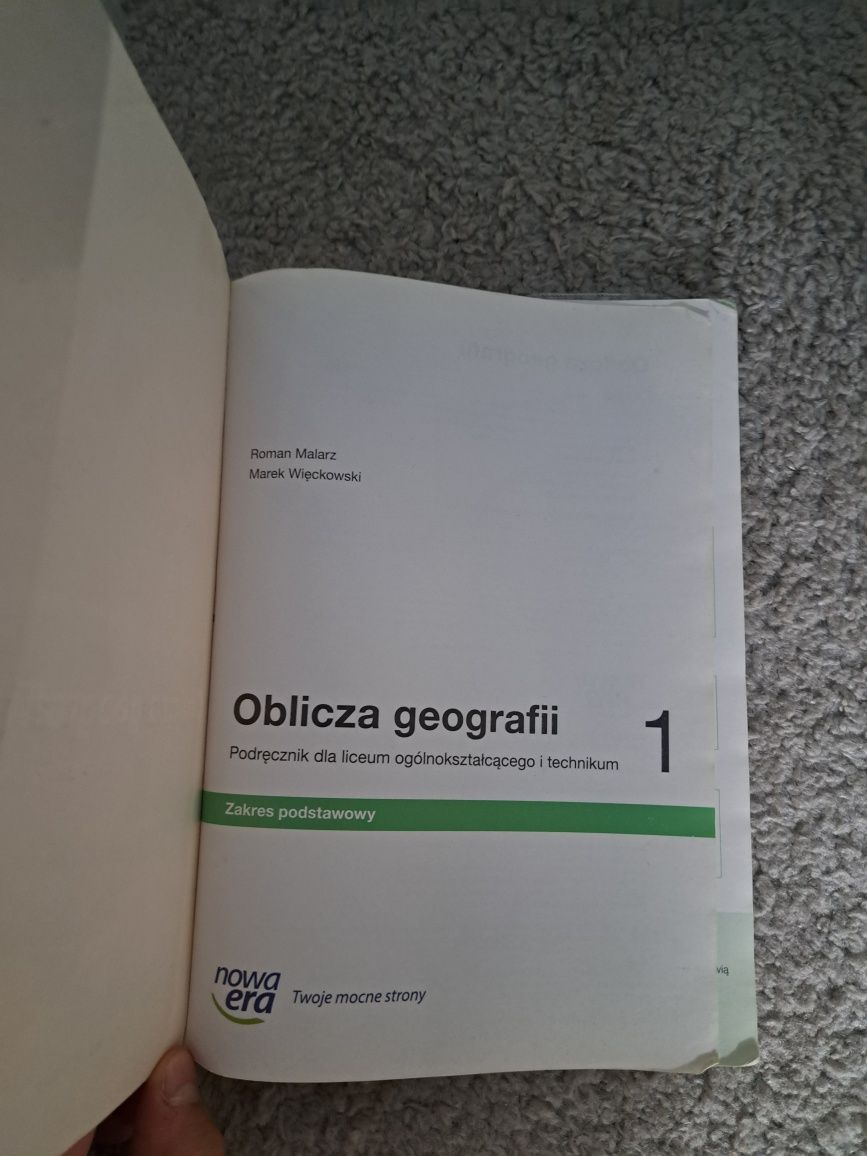 Roman Malarz
Marek Więckowski
Oblicza geografii 1
Podręcznik dla liceum ogólnokształcącego i technikum
Zakres podstawowy
nowa
era
Twoje mocne strony